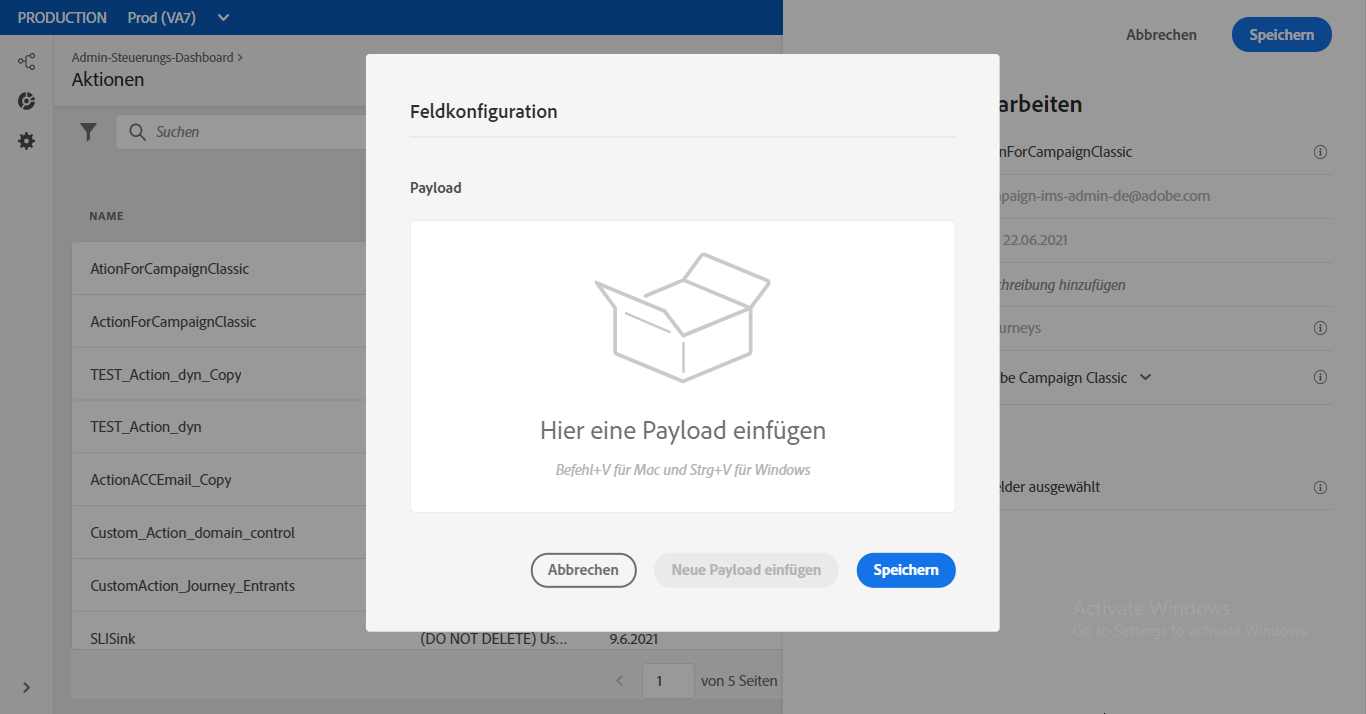 PRODUCTION Prod (VA7)
Abbrechen Speichern
Admin-Steuerungs-Dashboard >
Aktionen
Suchen
NAME
AtionForCampaignClassic
ActionForCampaignClassic
TEST_Action_dyn_Copy
TEST_Action_dyn
ActionACCEmail_Copy
Custom_Action_domain_control
CustomAction_Journey_Entrants
SLISink (DO NOT DELETE) Us... 9.6.2021
1 von 5 Seiten
Feldkonfiguration
Payload
Hier eine Payload einfügen
Befehl+V für Mac und Strg+V für Windows
Abbrechen Neue Payload einfügen Speichern
arbeiten
nForCampaignClassic
paign-ims-admin-de@adobe.com
22.06.2021
chreibung hinzufügen
urneys
be Campaign Classic
elder ausgewählt
Activate Windows
Go to Settings to activate Windows.